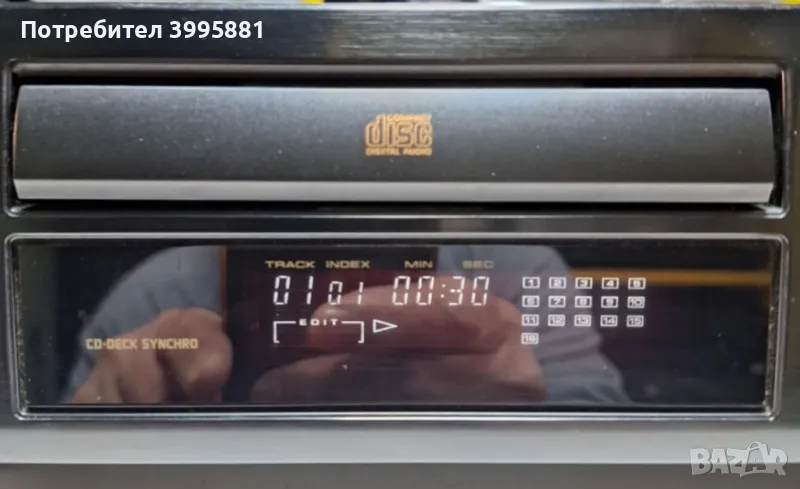 Потребител 3995881
COMPACT
disc
DIGITAL AUDIO
TRACK INDEX MIN SEC
01 01 00:30
EDIT
CD·DECK SYNCHRO
1 2 3 4 5
6 7 8 9 10
11 12 13 14 15
16
BAZAR